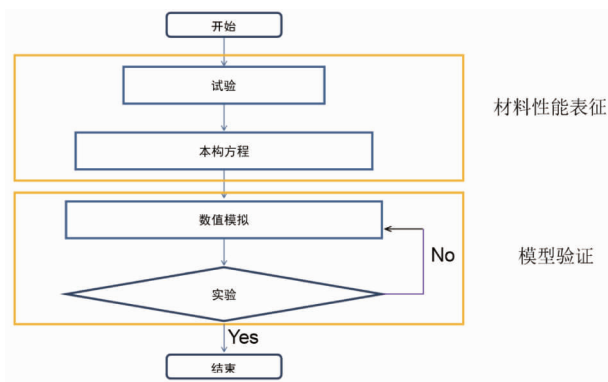 开始
试验
材料性能表征
本构方程
数值模拟
No
模型验证
实验
Yes
结束